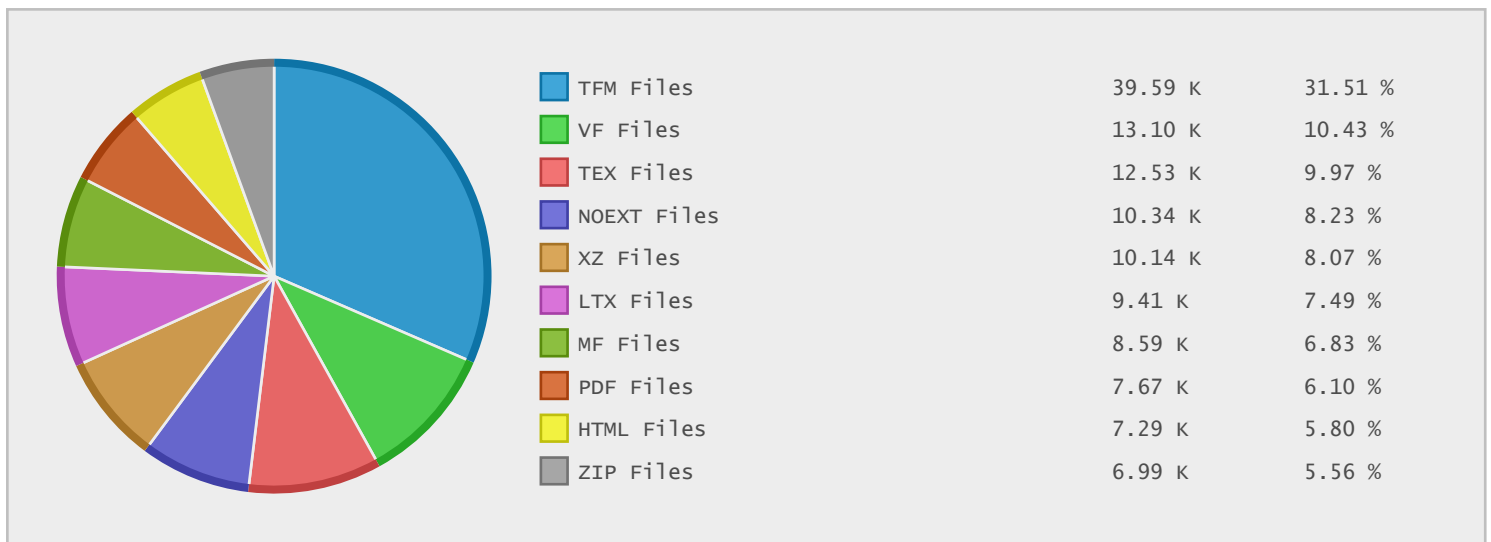 TFM Files 39.59 K 31.51 %
VF Files 13.10 K 10.43 %
TEX Files 12.53 K 9.97 %
NOEXT Files 10.34 K 8.23 %
XZ Files 10.14 K 8.07 %
LTX Files 9.41 K 7.49 %
MF Files 8.59 K 6.83 %
PDF Files 7.67 K 6.10 %
HTML Files 7.29 K 5.80 %
ZIP Files 6.99 K 5.56 %